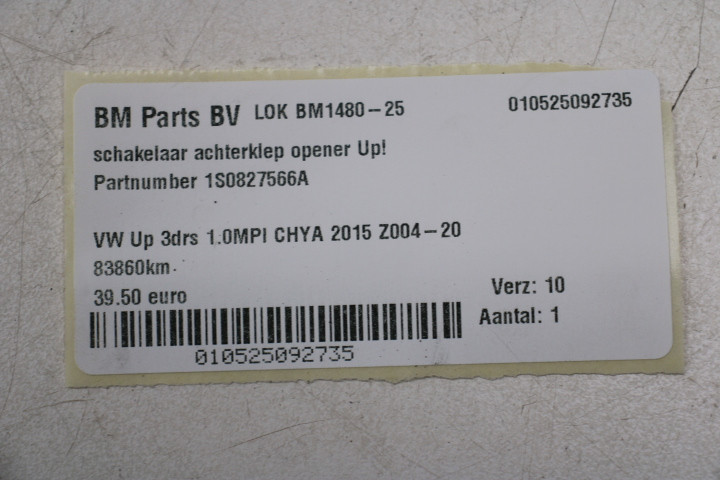 BM Parts BV LOK BM1480-25 010525092735
schakelaar achterklep opener Up!
Partnumber 1S0827566A
VW Up 3drs 1.0MPI CHYA 2015 Z004-20
83860km
39.50 euro
Verz: 10
Aantal: 1
010525092735